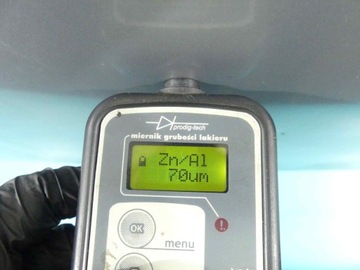 prodig-tech
miernik grubości lakieru
Zn/Al
70um
OK
menu
!